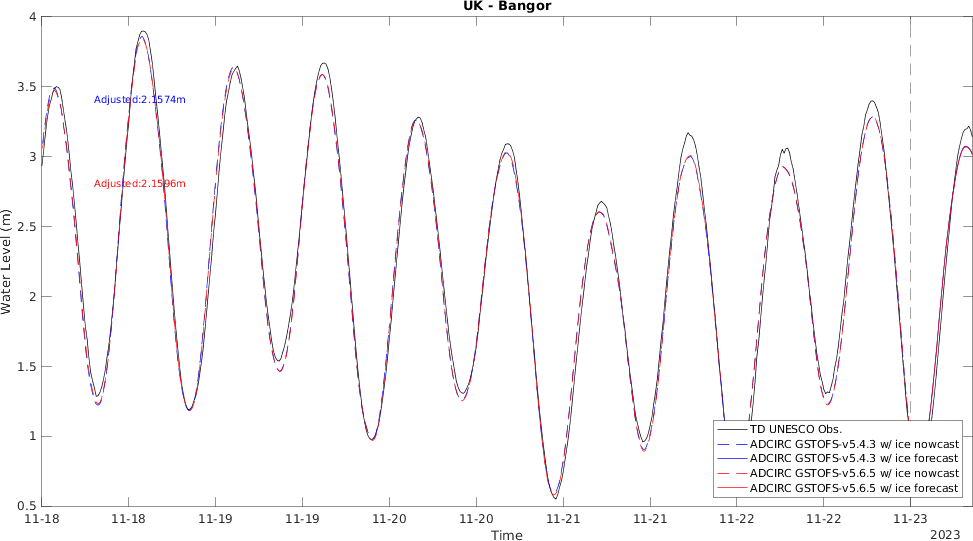 UK - Bangor
4
3.5
3
2.5
2
1.5
1
0.5
Water Level (m)
Adjusted:2.1574m
Adjusted:2.1596m
TD UNESCO Obs.
ADCIRC GSTOFS-v5.4.3 w/ ice nowcast
ADCIRC GSTOFS-v5.4.3 w/ ice forecast
ADCIRC GSTOFS-v5.6.5 w/ ice nowcast
ADCIRC GSTOFS-v5.6.5 w/ ice forecast
11-18 11-18 11-19 11-19 11-20 11-20 11-21 11-21 11-22 11-22 11-23
Time
2023